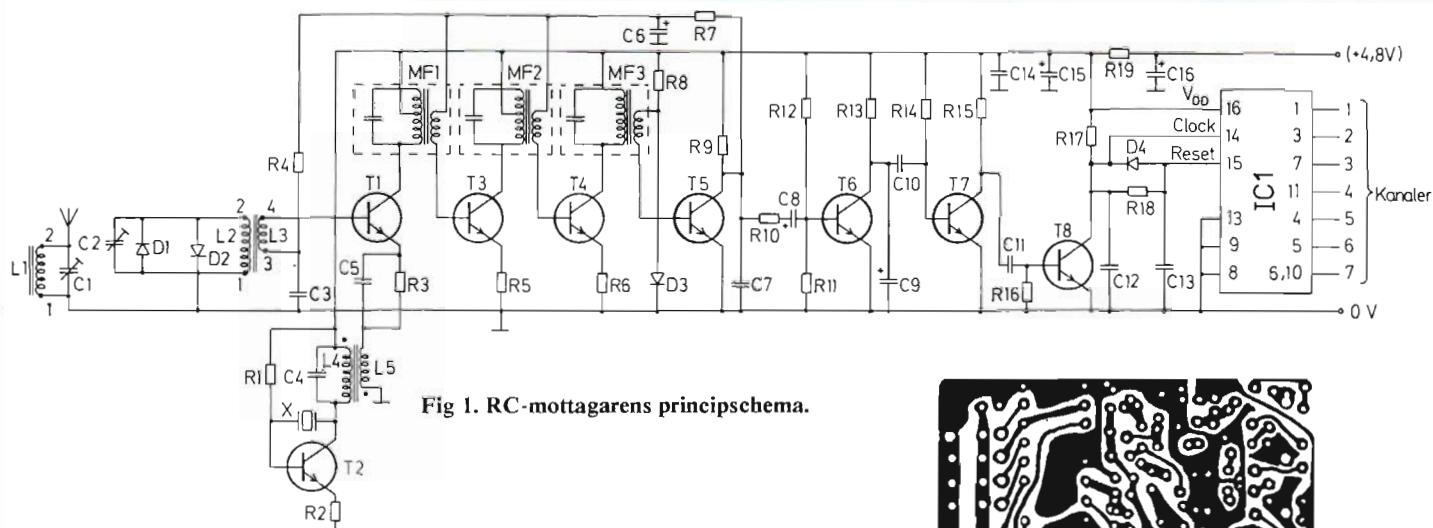 C6 + R7
MF1 MF2 MF3 R8
R12 R13 R14 R15
C14 + C15 R19 + C16 (+4,8V)
VDD 16 1 1
R17 Clock 14 3 2
D4 Reset 15 7 3
R4 R9 11 4
T1 T3 T4 T5 C8 T6 C10 T7 R18 IC1 Kanaler
2 4 R10 + C11 T8 13 4 5
L1 2 C2 D1 D2 L2 L3 9 5 6
C1 1 3 C5 R3 R5 R6 D3 C7 R11 + C9 R16 C12 C13 8 6,10 7
1 C3 0 V
R1 C4 L4 L5
X
T2
R2
Fig 1. RC-mottagarens principschema.